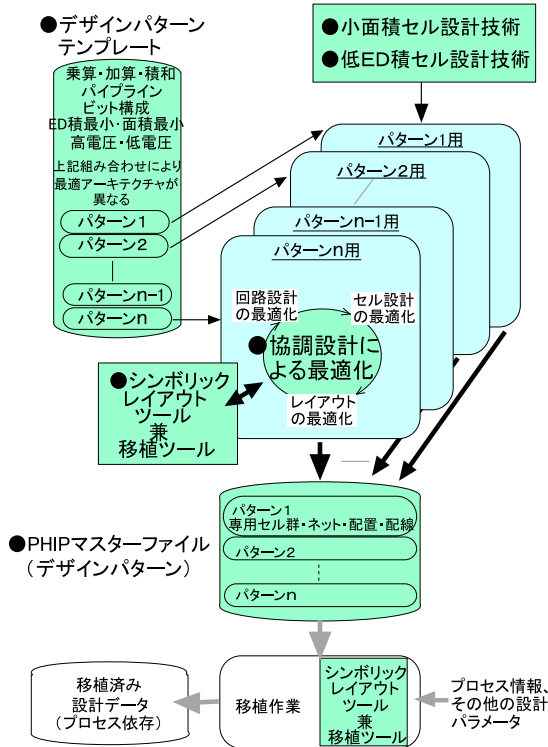 ●デザインパターン
テンプレート
乗算・加算・積和
パイプライン
ビット構成
ED積最小・面積最小
高電圧・低電圧
上記組み合わせにより
最適アーキテクチャが
異なる
パターン1
パターン2
パターンn-1
パターンn
●小面積セル設計技術
●低ED積セル設計技術
パターン1用
パターン2用
パターンn-1用
パターンn用
回路設計
の最適化
セル設計
の最適化
●協調設計に
よる最適化
レイアウト
の最適化
●シンボリック
レイアウト
ツール
兼
移植ツール
●PHIPマスターファイル
(デザインパターン)
パターン1
専用セル群・ネット・配置・配線
パターン2
パターンn
移植済み
設計データ
(プロセス依存)
移植作業
シンボリック
レイアウト
ツール
兼
移植ツール
プロセス情報、
その他の設計
パラメータ